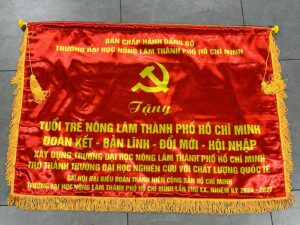 BAN CHẤP HÀNH ĐẢNG BỘ
TRƯỜNG ĐẠI HỌC NÔNG LÂM THÀNH PHỐ HỒ CHÍ MINH
Tặng
TUỔI TRẺ NÔNG LÂM THÀNH PHỐ HỒ CHÍ MINH
ĐOÀN KẾT - BẢN LĨNH - ĐỔI MỚI - HỘI NHẬP
XÂY DỰNG TRƯỜNG ĐẠI HỌC NÔNG LÂM THÀNH PHỐ HỒ CHÍ MINH
TRỞ THÀNH TRƯỜNG ĐẠI HỌC NGHIÊN CỨU VỚI CHẤT LƯỢNG QUỐC TẾ
ĐẠI HỘI ĐẠI BIỂU ĐOÀN THANH NIÊN CỘNG SẢN HỒ CHÍ MINH
TRƯỜNG ĐẠI HỌC NÔNG LÂM THÀNH PHỐ HỒ CHÍ MINH LẦN THỨ XX, NHIỆM KỲ 2024 - 2027